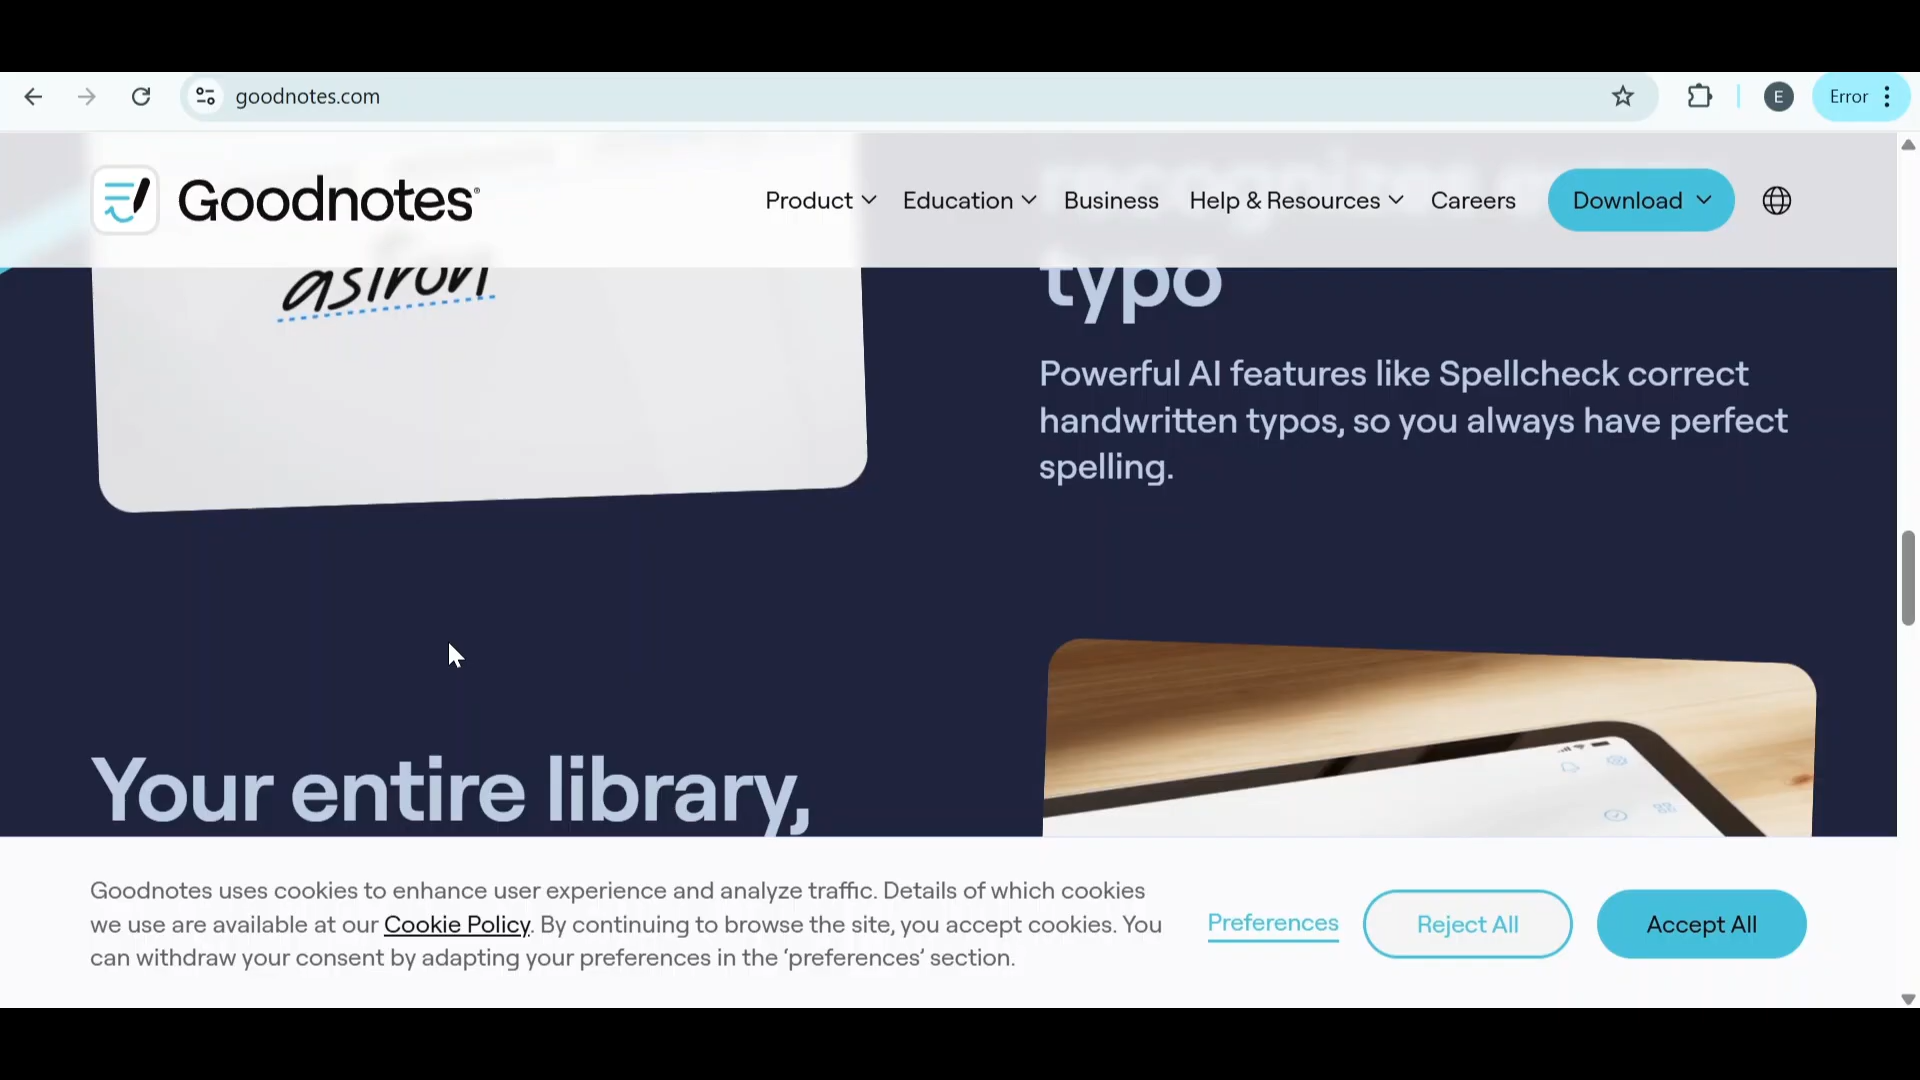 goodnotes.com
E
Error
Goodnotes®
Product
Education
Business
Help & Resources
Careers
Download
typo
Powerful AI features like Spellcheck correct
handwritten typos, so you always have perfect
spelling.
Your entire library,
Goodnotes uses cookies to enhance user experience and analyze traffic. Details of which cookies
we use are available at our Cookie Policy. By continuing to browse the site, you accept cookies. You
can withdraw your consent by adapting your preferences in the ‘preferences’ section.
Preferences
Reject All
Accept All